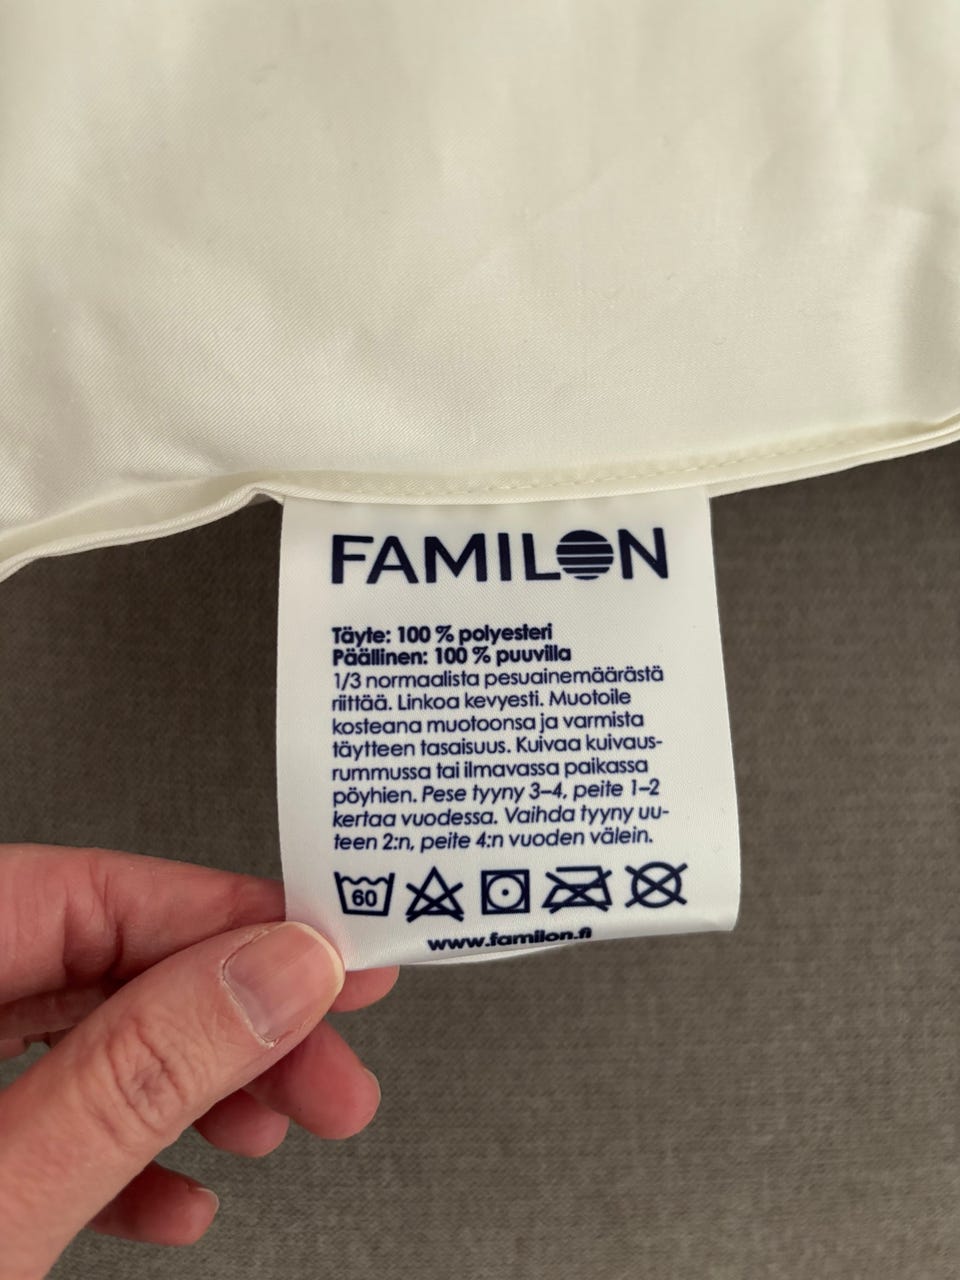 FAMILON
Täyte: 100 % polyesteri
Päällinen: 100 % puuvilla
1/3 normaalista pesuainemäärästä
riittää. Linkoa kevyesti. Muotoile
kosteana muotoonsa ja varmista
täytteen tasaisuus. Kuivaa kuivaus-
rummussa tai ilmavassa paikassa
pöyhien. Pese tyyny 3–4, peite 1–2
kertaa vuodessa. Vaihda tyyny uu-
teen 2:n, peite 4:n vuoden välein.
60
www.familon.fi